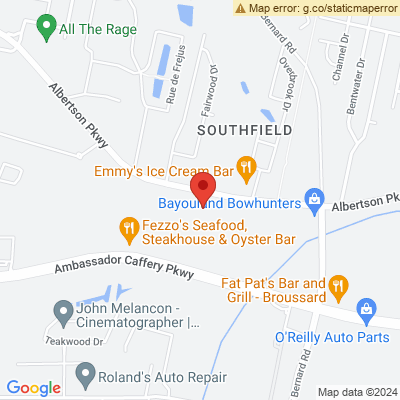 Map error: g.co/staticmaperror
All The Rage
Bernard Rd
Channel Dr
Rue de Frejus
Fairwood Dr
Overbrook Dr
Bentwater Dr
Albertson Pkwy
SOUTHFIELD
Emmy's Ice Cream Bar
Bayouland Bowhunters
Albertson Pk
Fezzo's Seafood,
Steakhouse & Oyster Bar
Ambassador Caffery Pkwy
Fat Pat's Bar and
Grill - Broussard
John Melancon -
Cinematographer |...
Teakwood Dr
O'Reilly Auto Parts
Bernard Rd
Roland's Auto Repair
Google
Map data ©2024